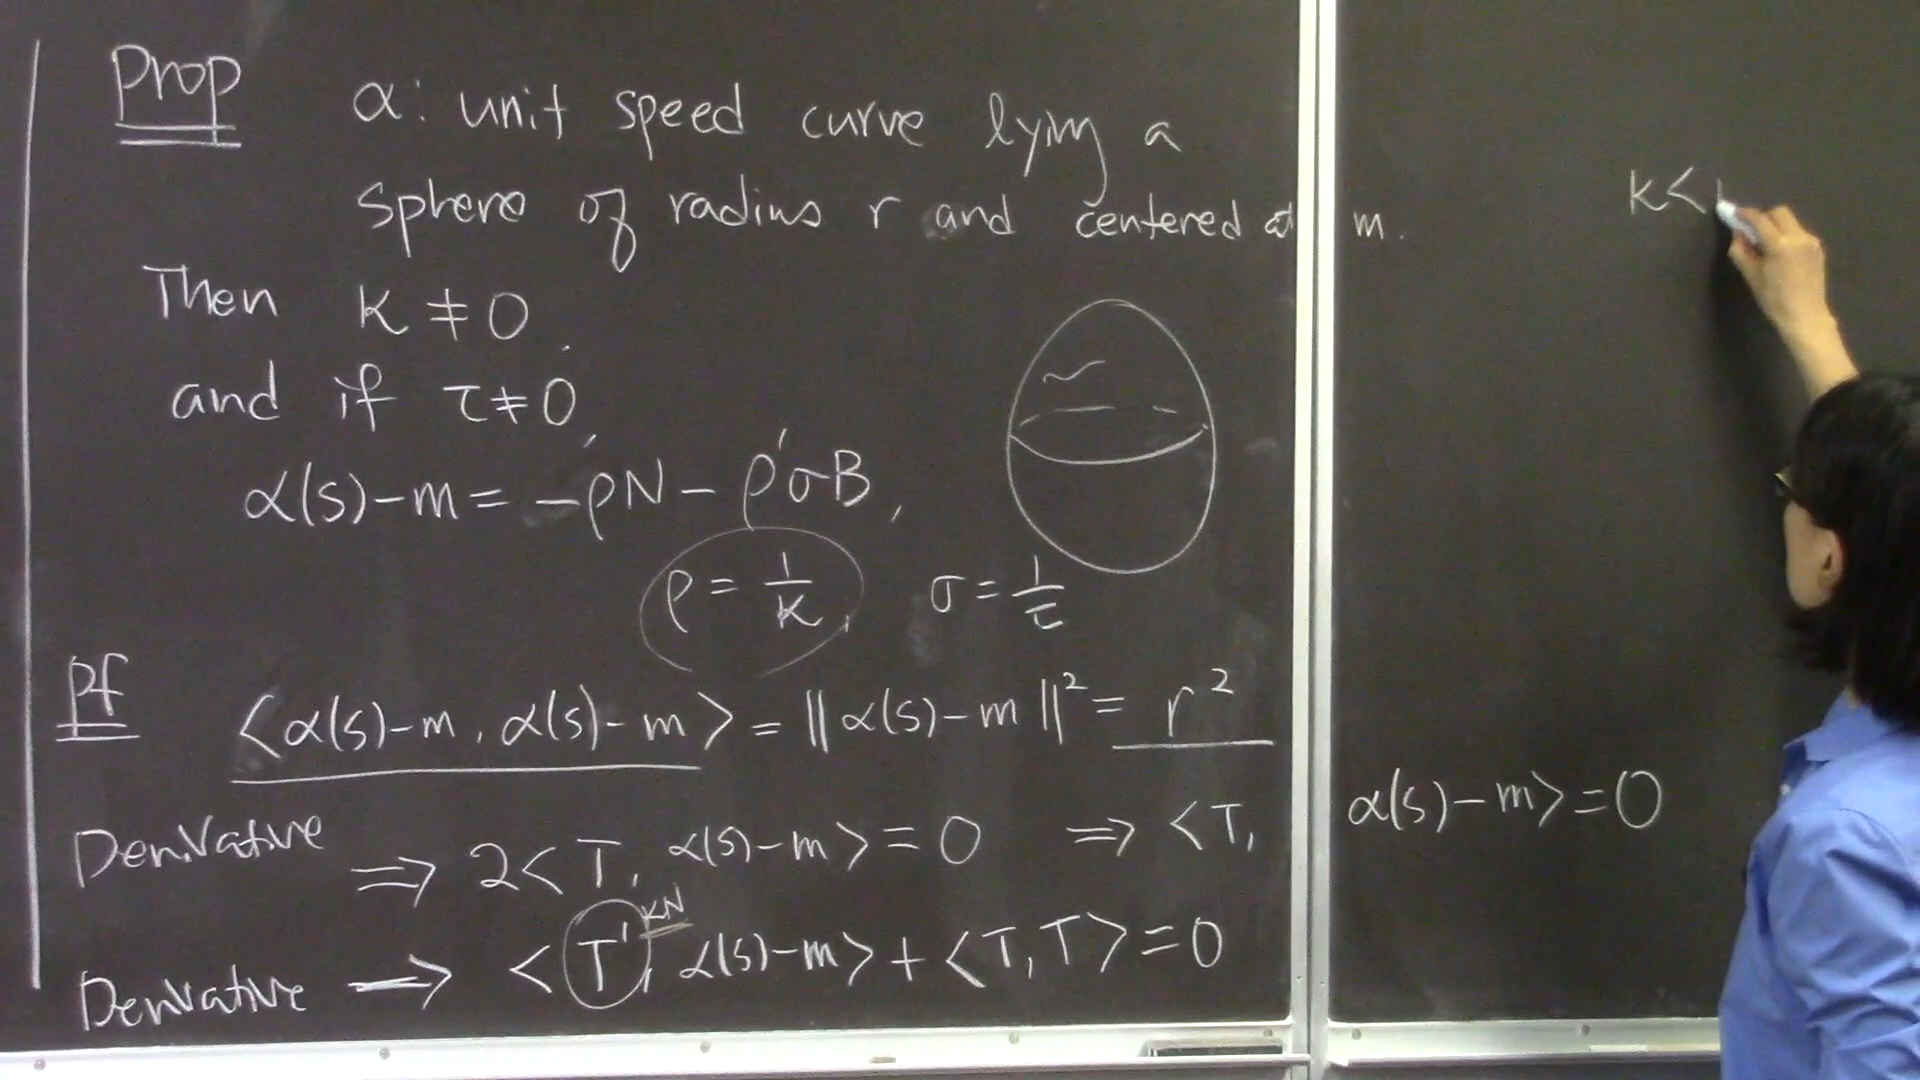 Prop α: unit speed curve lying a
sphere of radius r and centered at m.
Then κ ≠ 0.
and if τ ≠ 0,
α(s)-m = -ρN - ρ'σB,
ρ = 1/κ, σ = 1/τ
Pf <α(s)-m, α(s)-m> = ||α(s)-m||² = r²
Derivative ⇒ 2<T, α(s)-m> = 0 ⇒ <T, α(s)-m> = 0
κN
Derivative ⇒ <T', α(s)-m> + <T, T> = 0
κ<